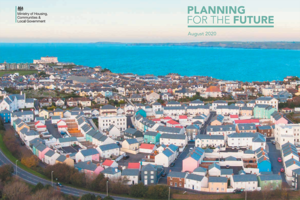 Ministry of Housing,
Communities &
Local Government
PLANNING
FOR THE FUTURE
August 2020